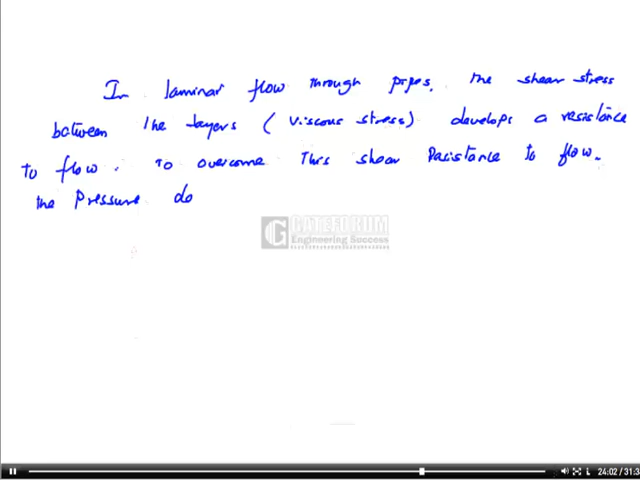 In laminar flow through pipes, the shear stress
between the layers (viscous stress) develops a resistance
to flow. To overcome this shear Resistance to flow.
the Pressure do
GATEFORUM
Engineering Success
24:02/31:3